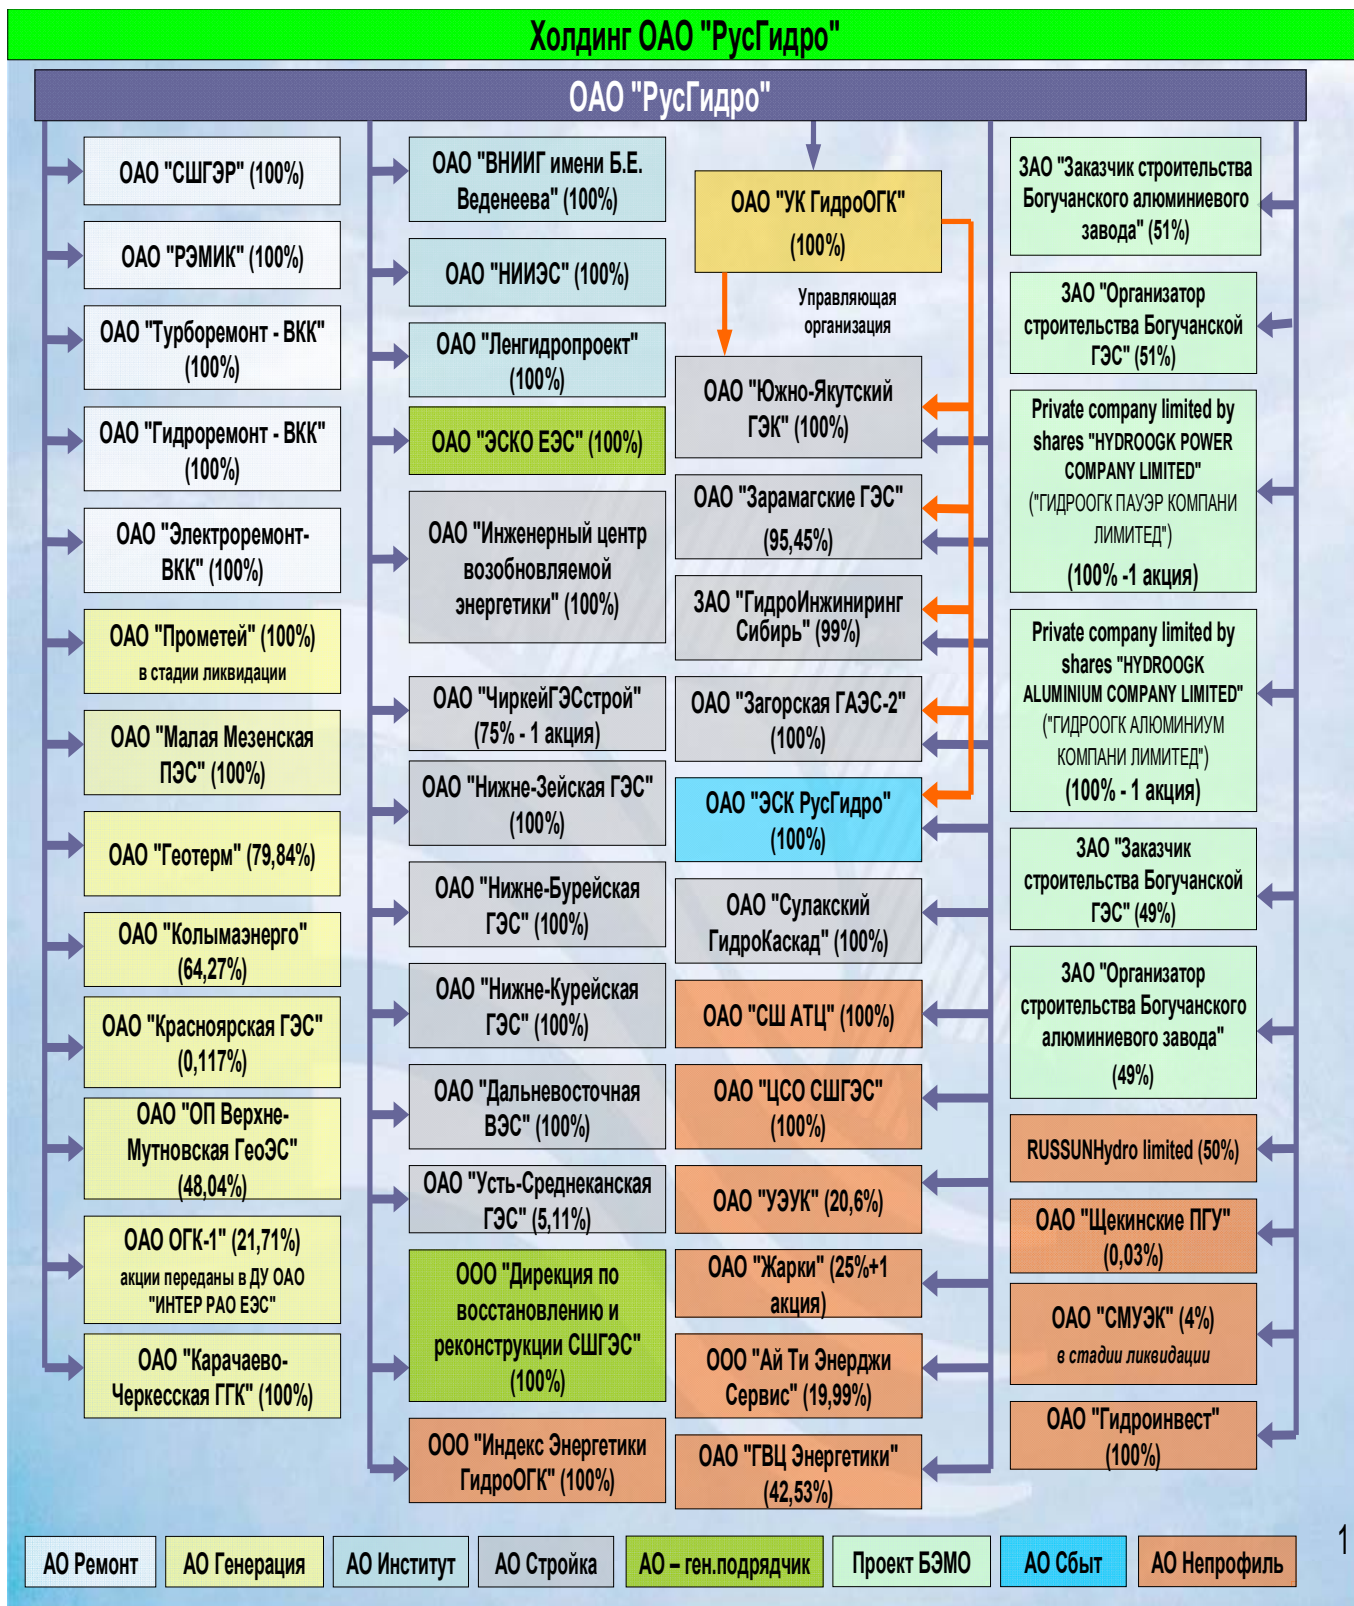 Холдинг ОАО "РусГидро"
ОАО "РусГидро"
ОАО "СШГЭР" (100%)
ОАО "РЭМИК" (100%)
ОАО "Турборемонт - ВКК"
(100%)
ОАО "Гидроремонт - ВКК"
(100%)
ОАО "Электроремонт-
ВКК" (100%)
ОАО "Прометей" (100%)
в стадии ликвидации
ОАО "Малая Мезенская
ПЭС" (100%)
ОАО "Геотерм" (79,84%)
ОАО "Колымаэнерго"
(64,27%)
ОАО "Красноярская ГЭС"
(0,117%)
ОАО "ОП Верхне-
Мутновская ГеоЭС"
(48,04%)
ОАО ОГК-1" (21,71%)
акции переданы в ДУ ОАО
"ИНТЕР РАО ЕЭС"
ОАО "Карачаево-
Черкесская ГГК" (100%)
ОАО "ВНИИГ имени Б.Е.
Веденеева" (100%)
ОАО "НИИЭС" (100%)
ОАО "Ленгидропроект"
(100%)
ОАО "ЭСКО ЕЭС" (100%)
ОАО "Инженерный центр
возобновляемой
энергетики" (100%)
ОАО "ЧиркейГЭСстрой"
(75% - 1 акция)
ОАО "Нижне-Зейская ГЭС"
(100%)
ОАО "Нижне-Бурейская
ГЭС" (100%)
ОАО "Нижне-Курейская
ГЭС" (100%)
ОАО "Дальневосточная
ВЭС" (100%)
ОАО "Усть-Среднеканская
ГЭС" (5,11%)
ООО "Дирекция по
восстановлению и
реконструкции СШГЭС"
(100%)
ООО "Индекс Энергетики
ГидроОГК" (100%)
ОАО "УК ГидроОГК"
(100%)
Управляющая
организация
ОАО "Южно-Якутский
ГЭК" (100%)
ОАО "Зарамагские ГЭС"
(95,45%)
ЗАО "ГидроИнжиниринг
Сибирь" (99%)
ОАО "Загорская ГАЭС-2"
(100%)
ОАО "ЭСК РусГидро"
(100%)
ОАО "Сулакский
ГидроКаскад" (100%)
ОАО "СШ АТЦ" (100%)
ОАО "ЦСО СШГЭС"
(100%)
ОАО "УЭУК" (20,6%)
ОАО "Жарки" (25%+1
акция)
ООО "Ай Ти Энерджи
Сервис" (19,99%)
ОАО "ГВЦ Энергетики"
(42,53%)
ЗАО "Заказчик строительства
Богучанского алюминиевого
завода" (51%)
ЗАО "Организатор
строительства Богучанской
ГЭС" (51%)
Private company limited by
shares "HYDROOGK POWER
COMPANY LIMITED"
("ГИДРООГК ПАУЭР КОМПАНИ
ЛИМИТЕД")
(100% -1 акция)
Private company limited by
shares "HYDROOGK
ALUMINIUM COMPANY LIMITED"
("ГИДРООГК АЛЮМИНИУМ
КОМПАНИ ЛИМИТЕД")
(100% - 1 акция)
ЗАО "Заказчик
строительства Богучанской
ГЭС" (49%)
ЗАО "Организатор
строительства Богучанского
алюминиевого завода"
(49%)
RUSSUNHydro limited (50%)
ОАО "Щекинские ПГУ"
(0,03%)
ОАО "СМУЭК" (4%)
в стадии ликвидации
ОАО "Гидроинвест"
(100%)
1
АО Ремонт
АО Генерация
АО Институт
АО Стройка
АО – ген.подрядчик
Проект БЭМО
АО Сбыт
АО Непрофиль